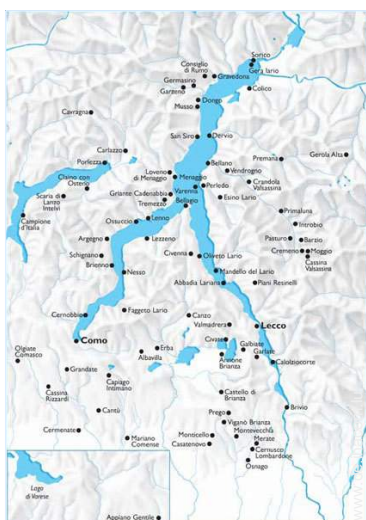 Sorico
Consiglio
di Rumo
Gera Lario
Gravedona
Germasino
Garzeno
Colico
Dongo
Musso
Cavragna
San Siro
Dervio
Carlazzo
Porlezza
Bellano
Premana
Gerola Alta
Vendrogno
Claino con
Osteno
Loveno
di Menaggio
Menaggio
Crandola
Valsassina
Scaria di
Lanzo
Intelvi
Griante Cadenabbia
Varenna
Perledo
Tremezzo
Bellagio
Esino Lario
Campione
d'Italia
Ossuccio
Lenno
Primaluna
Introbio
Argegno
Lezzeno
Pasturo
Barzio
Schignano
Civenna
Oliveto Lario
Cremeno
Moggio
Cassina
Valsassina
Brienno
Nesso
Mandello del Lario
Abbadia Lariana
Piani Resinelli
Cernobbio
Faggeto Lario
Canzo
Valmadrera
Lecco
Como
Civate
Galbiate
Olgiate
Comasco
Erba
Albavilla
Annone
Brianza
Garlate
Calolziocorte
Grandate
Capiago
Intimiano
Cassina
Rizzardi
Castello di
Brianza
Brivio
Cantù
Prego
Viganò Brianza
Cermenate
Mariano
Comense
Monticello
Montevecchia
Casatenovo
Merate
Cernusco
Lombardone
Osnago
Lago
di Varese
Appiano Gentile